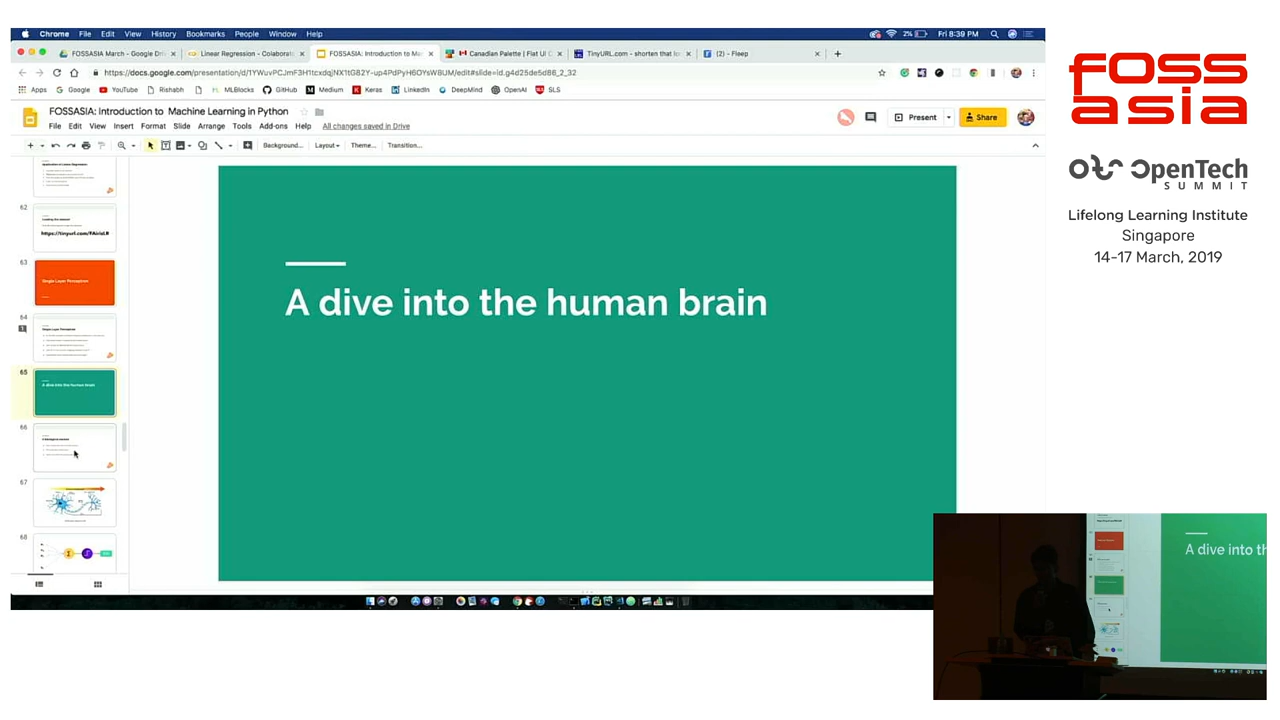 Chrome File Edit View History Bookmarks People Window Help
2% Fri 8:39 PM
FOSSASIA March - Google Dri
Linear Regression - Colaborat
FOSSASIA: Introduction to Ma
Canadian Palette | Flat UI C
TinyURL.com - shorten that lo
(2) - Fleep
https://docs.google.com/presentation/d/1YWuvPCJmF3H1tcxdqjNX1tG82Y-up4PdPyH6OYsW8UM/edit#slide=id.g4d25de5d86_2_32
Apps Google YouTube Rishabh MLBlocks GitHub Medium Keras LinkedIn DeepMind OpenAI SLS
FOSSASIA: Introduction to Machine Learning in Python
File Edit View Insert Format Slide Arrange Tools Add-ons Help All changes saved in Drive
Present
Share
Background... Layout Theme... Transition...
62
https://tinyurl.com/FAirisLR
63
Single Layer Perceptron
64
Single Layer Perceptron
65
A dive into the human brain
66
67
68
A dive into the human brain
FOSS
asia
OpenTech
SUMMIT
Lifelong Learning Institute
Singapore
14-17 March, 2019
A dive into th